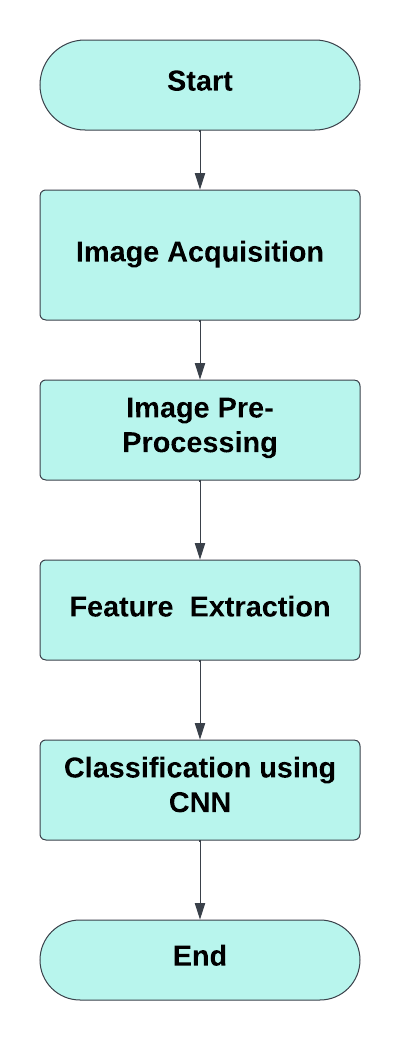 Start
Image Acquisition
Image Pre-
Processing
Feature  Extraction
Classification using
CNN
End